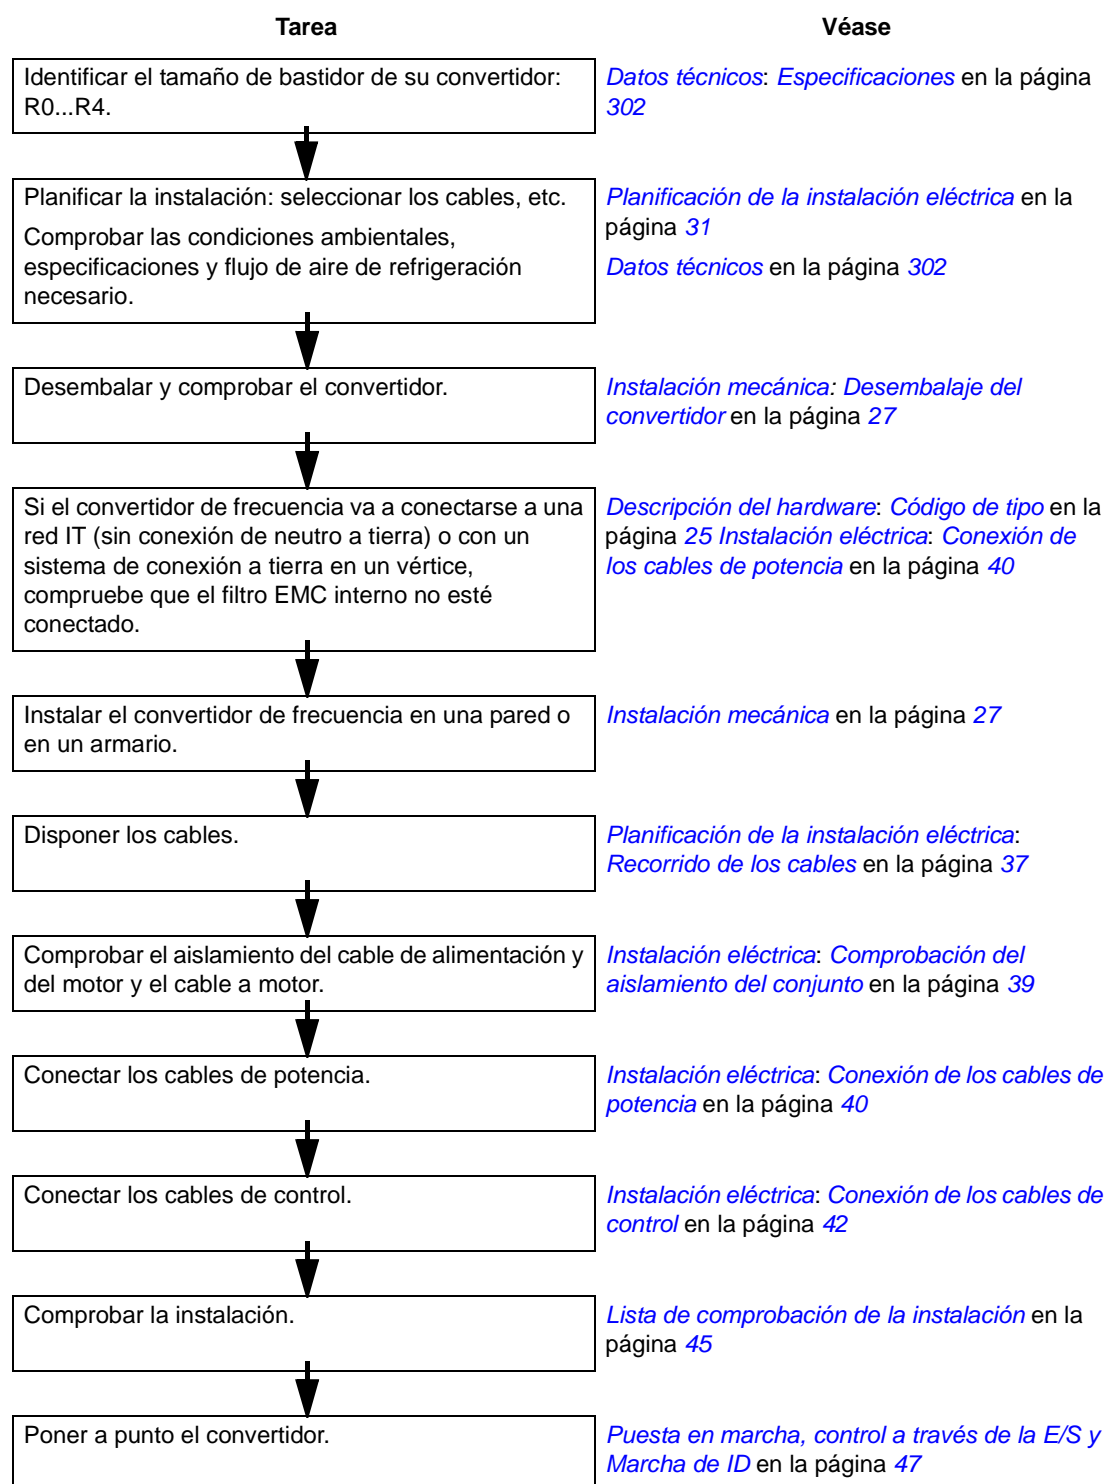 Tarea
Véase
Identificar el tamaño de bastidor de su convertidor:
R0...R4.
Datos técnicos: Especificaciones en la página
302
Planificar la instalación: seleccionar los cables, etc.
Comprobar las condiciones ambientales,
especificaciones y flujo de aire de refrigeración
necesario.
Planificación de la instalación eléctrica en la
página 31
Datos técnicos en la página 302
Desembalar y comprobar el convertidor.
Instalación mecánica: Desembalaje del
convertidor en la página 27
Si el convertidor de frecuencia va a conectarse a una
red IT (sin conexión de neutro a tierra) o con un
sistema de conexión a tierra en un vértice,
compruebe que el filtro EMC interno no esté
conectado.
Descripción del hardware: Código de tipo en la
página 25 Instalación eléctrica: Conexión de
los cables de potencia en la página 40
Instalar el convertidor de frecuencia en una pared o
en un armario.
Instalación mecánica en la página 27
Disponer los cables.
Planificación de la instalación eléctrica:
Recorrido de los cables en la página 37
Comprobar el aislamiento del cable de alimentación y
del motor y el cable a motor.
Instalación eléctrica: Comprobación del
aislamiento del conjunto en la página 39
Conectar los cables de potencia.
Instalación eléctrica: Conexión de los cables de
potencia en la página 40
Conectar los cables de control.
Instalación eléctrica: Conexión de los cables de
control en la página 42
Comprobar la instalación.
Lista de comprobación de la instalación en la
página 45
Poner a punto el convertidor.
Puesta en marcha, control a través de la E/S y
Marcha de ID en la página 47